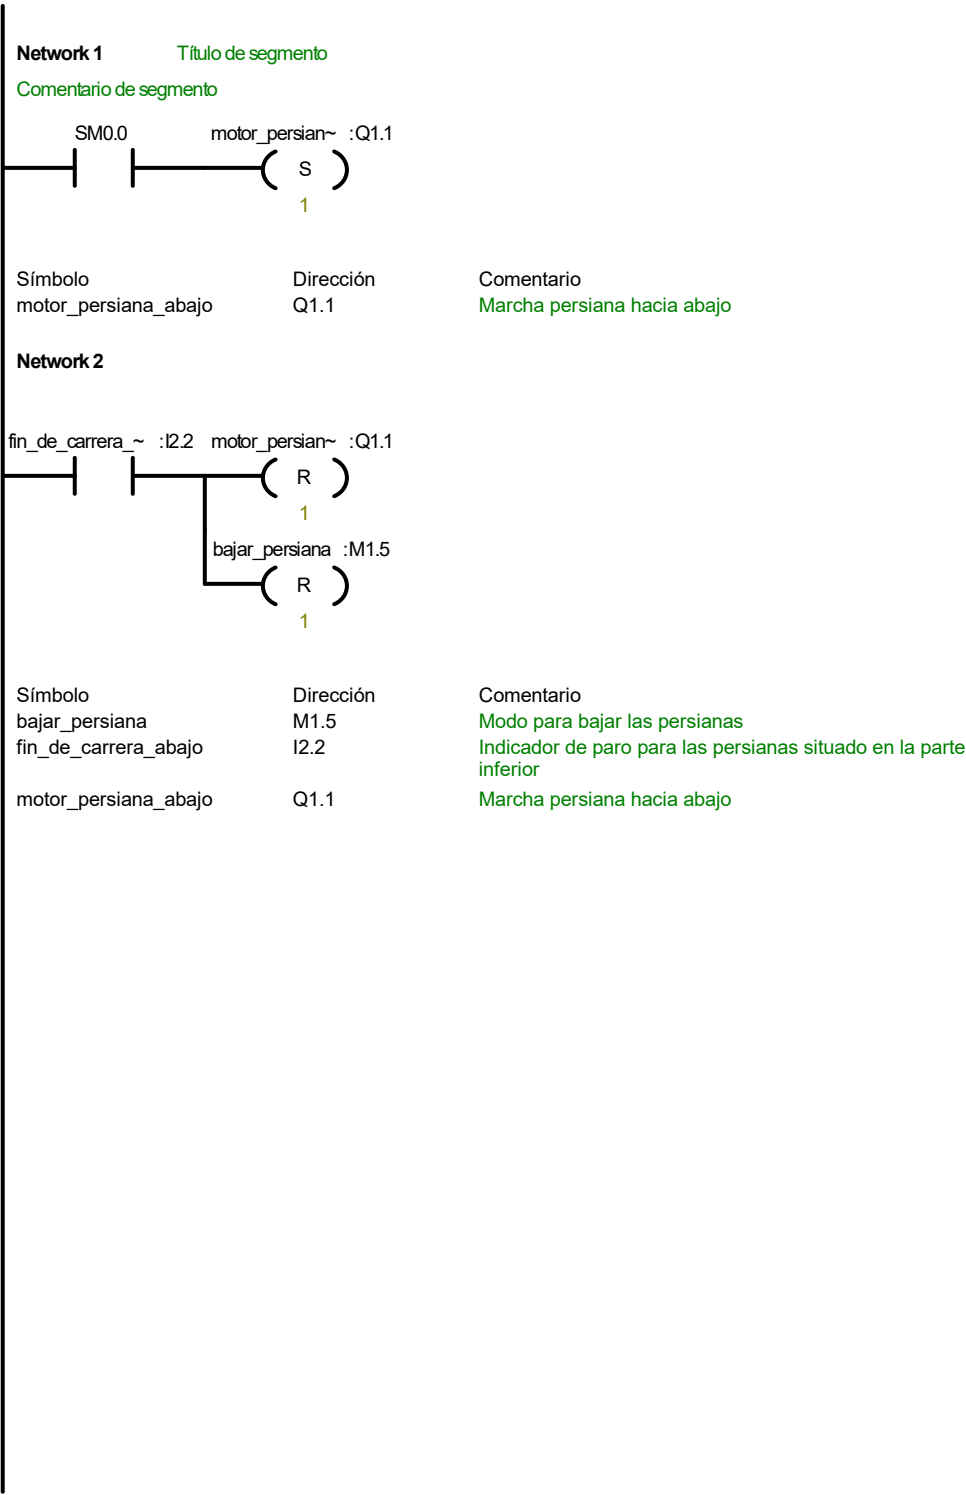 Network 1 Título de segmento
Comentario de segmento
SM0.0 motor_persian~ :Q1.1
S
1
Símbolo Dirección Comentario
motor_persiana_abajo Q1.1 Marcha persiana hacia abajo
Network 2
fin_de_carrera_~ :I2.2 motor_persian~ :Q1.1
R
1
bajar_persiana :M1.5
R
1
Símbolo Dirección Comentario
bajar_persiana M1.5 Modo para bajar las persianas
fin_de_carrera_abajo I2.2 Indicador de paro para las persianas situado en la parte
inferior
motor_persiana_abajo Q1.1 Marcha persiana hacia abajo